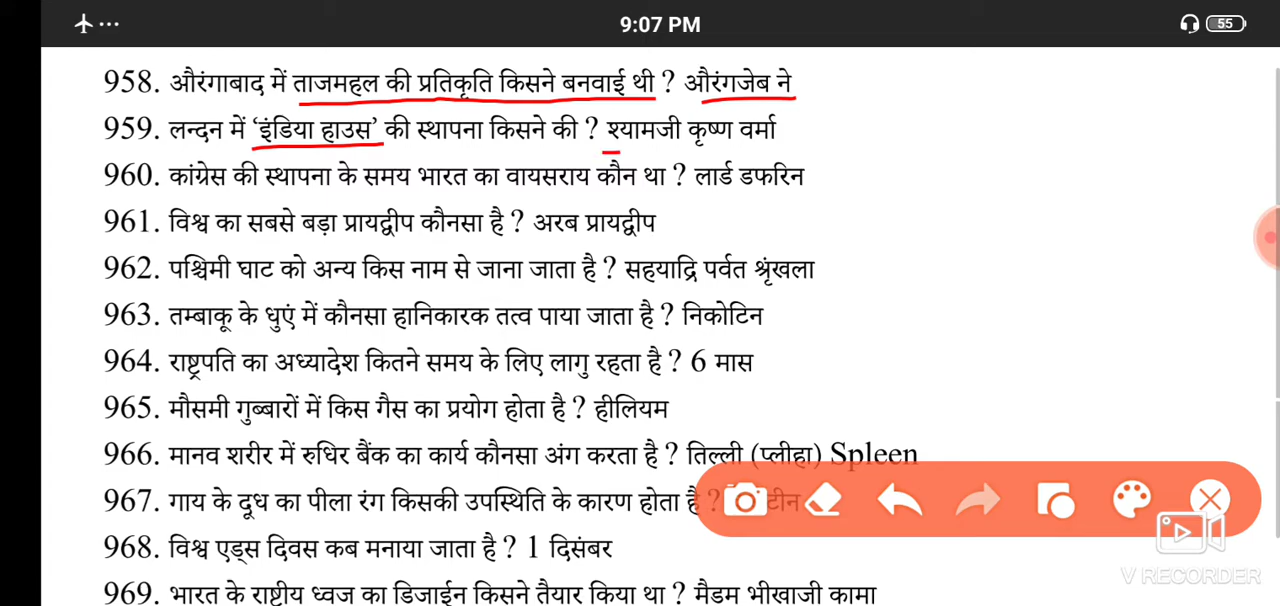 9:07 PM
55
958. औरंगाबाद में ताजमहल की प्रतिकृति किसने बनवाई थी ? औरंगजेब ने
959. लन्दन में ‘इंडिया हाउस’ की स्थापना किसने की ? श्यामजी कृष्ण वर्मा
960. कांग्रेस की स्थापना के समय भारत का वायसराय कौन था ? लार्ड डफरिन
961. विश्व का सबसे बड़ा प्रायद्वीप कौनसा है ? अरब प्रायद्वीप
962. पश्चिमी घाट को अन्य किस नाम से जाना जाता है ? सहयाद्रि पर्वत श्रृंखला
963. तम्बाकू के धुएं में कौनसा हानिकारक तत्व पाया जाता है ? निकोटिन
964. राष्ट्रपति का अध्यादेश कितने समय के लिए लागु रहता है ? 6 मास
965. मौसमी गुब्बारों में किस गैस का प्रयोग होता है ? हीलियम
966. मानव शरीर में रुधिर बैंक का कार्य कौनसा अंग करता है ? तिल्ली (प्लीहा) Spleen
967. गाय के दूध का पीला रंग किसकी उपस्थिति के कारण होता है ?
968. विश्व एड्स दिवस कब मनाया जाता है ? 1 दिसंबर
V RECORDER
969. भारत के राष्ट्रीय ध्वज का डिजाईन किसने तैयार किया था ? मैडम भीखाजी कामा